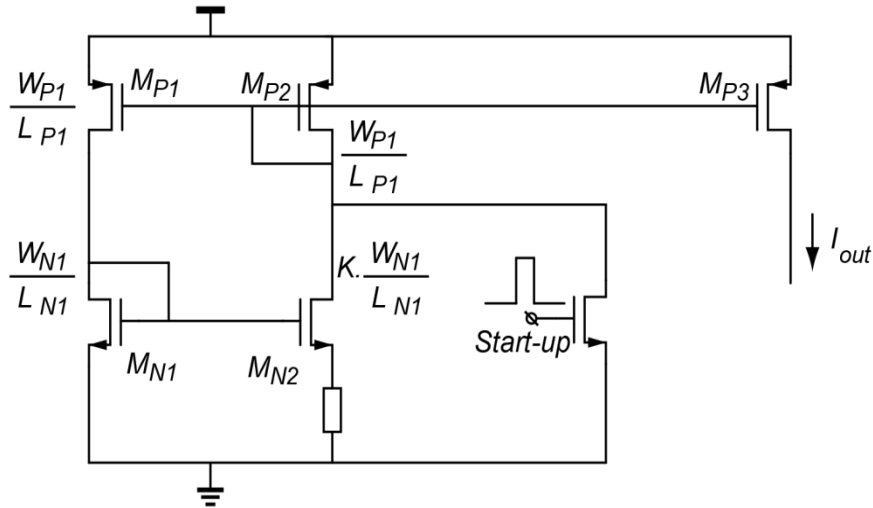 W_P1 / L_P1
M_P1
M_P2
M_P3
W_P1 / L_P1
I_out
W_N1 / L_N1
K. W_N1 / L_N1
Start-up
M_N1
M_N2